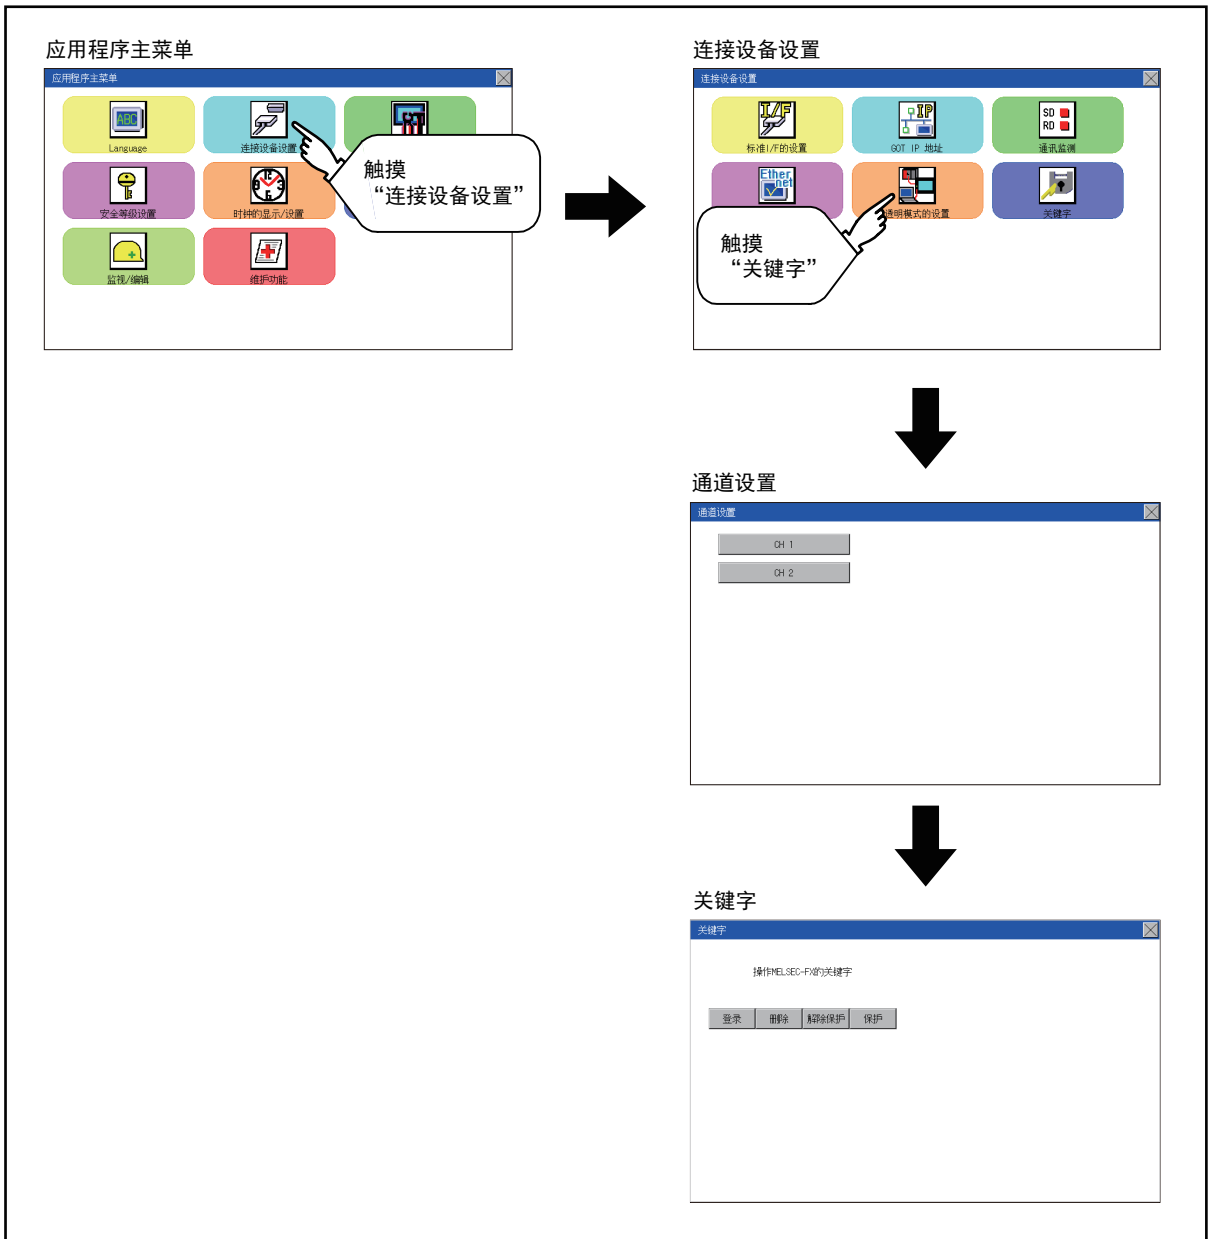 应用程序主菜单
应用程序主菜单
ABC
Language
连接设备设置
安全等级设置
时钟的显示/设置
监视/编辑
维护功能
触摸
“连接设备设置”
连接设备设置
连接设备设置
I/F
标准I/F的设置
IP
GOT IP 地址
SD
RD
通讯监测
Ether
net
透明模式的设置
关键字
触摸
“关键字”
通道设置
通道设置
CH 1
CH 2
关键字
关键字
操作MELSEC-FX的关键字
登录 删除 解除保护 保护